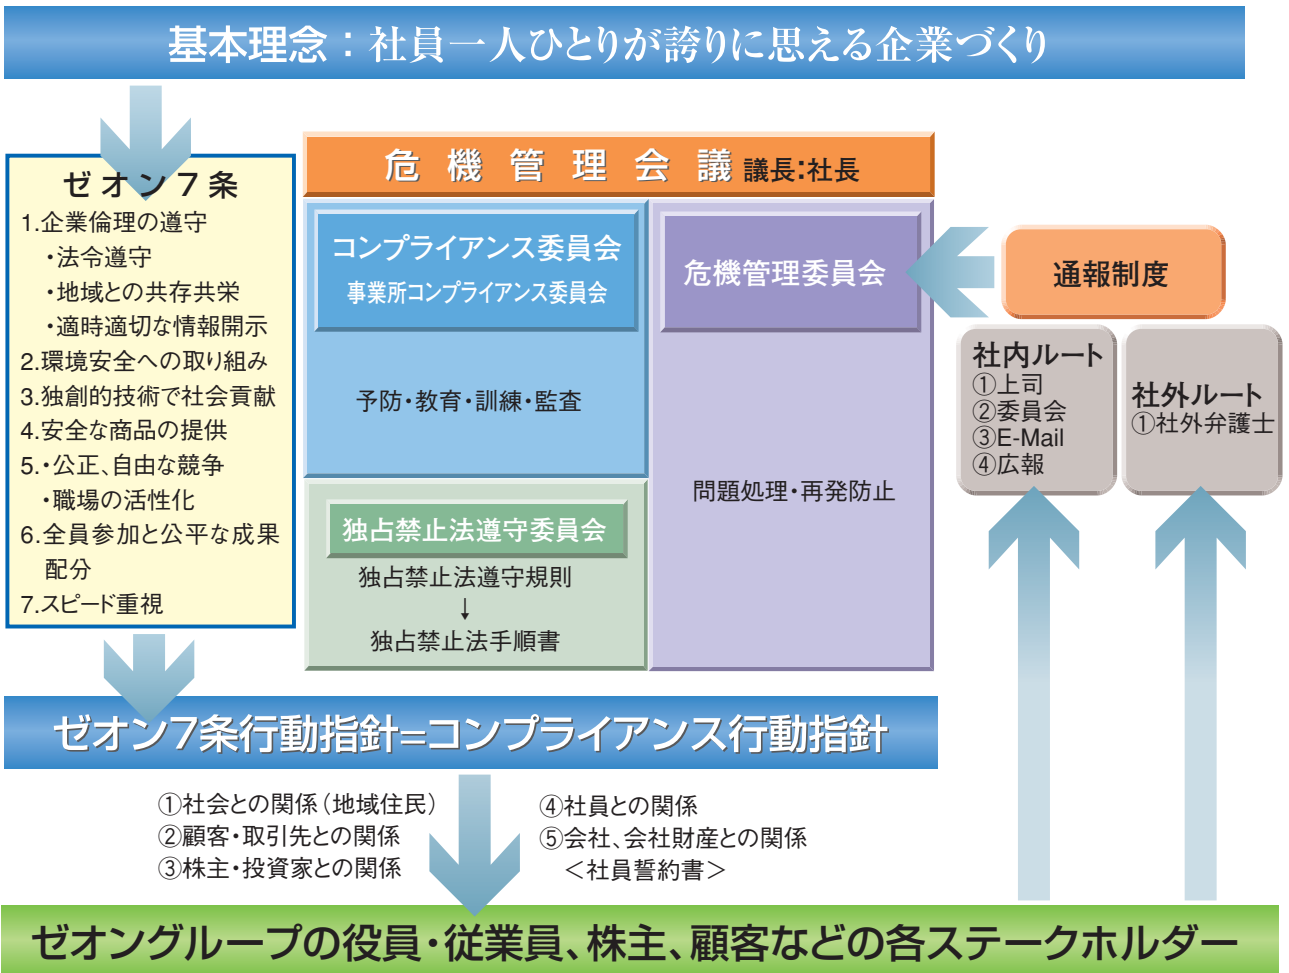 基本理念：社員一人ひとりが誇りに思える企業づくり
ゼオン7条
1.企業倫理の遵守
・法令遵守
・地域との共存共栄
・適時適切な情報開示
2.環境安全への取り組み
3.独創的技術で社会貢献
4.安全な商品の提供
5.・公正、自由な競争
・職場の活性化
6.全員参加と公平な成果
配分
7.スピード重視
危機管理会議 議長:社長
コンプライアンス委員会
事業所コンプライアンス委員会
予防・教育・訓練・監査
独占禁止法遵守委員会
独占禁止法遵守規則
↓
独占禁止法手順書
危機管理委員会
問題処理・再発防止
通報制度
社内ルート
①上司
②委員会
③E-Mail
④広報
社外ルート
①社外弁護士
ゼオン7条行動指針=コンプライアンス行動指針
①社会との関係（地域住民）
②顧客・取引先との関係
③株主・投資家との関係
④社員との関係
⑤会社、会社財産との関係
＜社員誓約書＞
ゼオングループの役員・従業員、株主、顧客などの各ステークホルダー